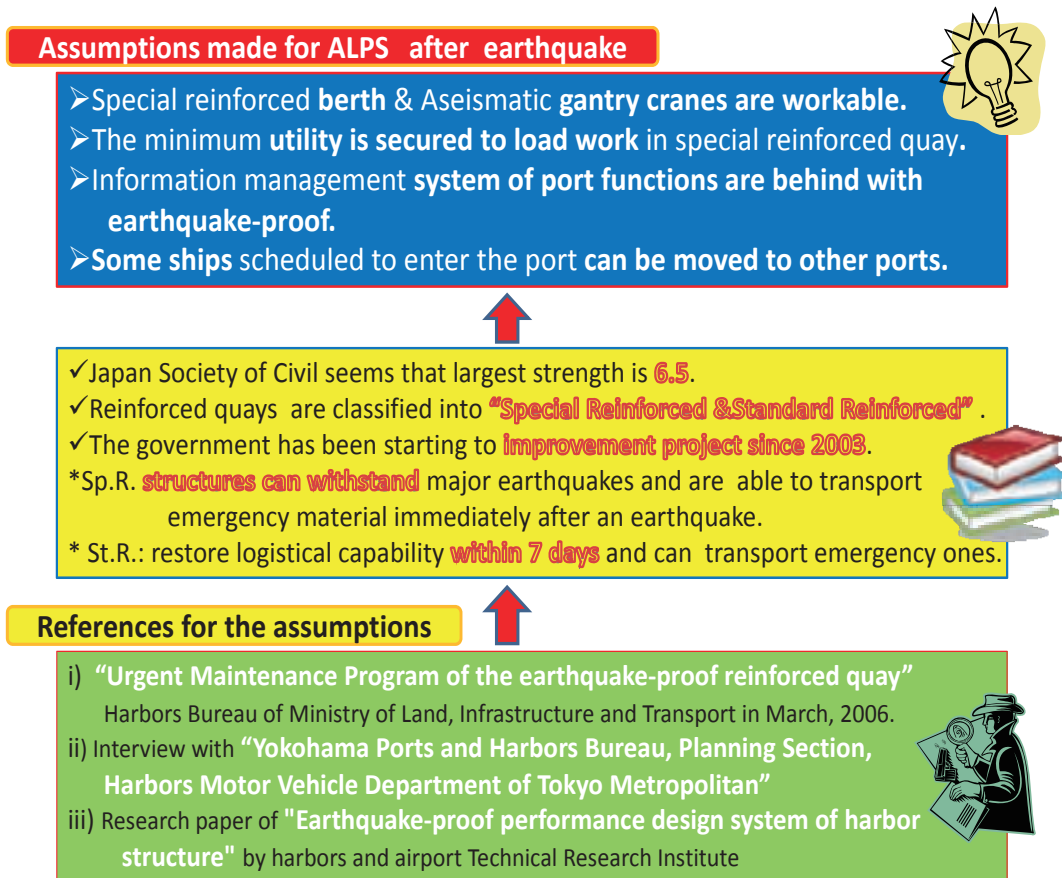 Assumptions made for ALPS after earthquake
➢Special reinforced berth & Aseismatic gantry cranes are workable.
➢The minimum utility is secured to load work in special reinforced quay.
➢Information management system of port functions are behind with
earthquake-proof.
➢Some ships scheduled to enter the port can be moved to other ports.
✓Japan Society of Civil seems that largest strength is 6.5.
✓Reinforced quays are classified into "Special Reinforced &Standard Reinforced" .
✓The government has been starting to improvement project since 2003.
*Sp.R. structures can withstand major earthquakes and are able to transport
emergency material immediately after an earthquake.
* St.R.: restore logistical capability within 7 days and can transport emergency ones.
References for the assumptions
i) “Urgent Maintenance Program of the earthquake-proof reinforced quay”
Harbors Bureau of Ministry of Land, Infrastructure and Transport in March, 2006.
ii) Interview with “Yokohama Ports and Harbors Bureau, Planning Section,
Harbors Motor Vehicle Department of Tokyo Metropolitan”
iii) Research paper of "Earthquake-proof performance design system of harbor
structure" by harbors and airport Technical Research Institute